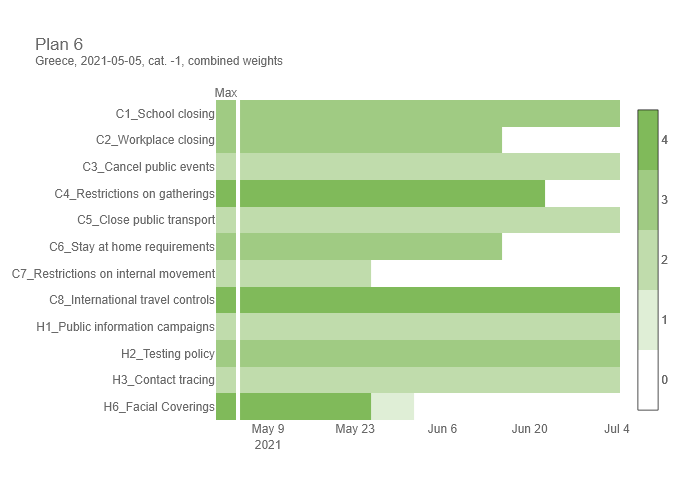 Plan 6
Greece, 2021-05-05, cat. -1, combined weights
Max
C1_School closing
C2_Workplace closing
C3_Cancel public events
C4_Restrictions on gatherings
C5_Close public transport
C6_Stay at home requirements
C7_Restrictions on internal movement
C8_International travel controls
H1_Public information campaigns
H2_Testing policy
H3_Contact tracing
H6_Facial Coverings
May 9 May 23 Jun 6 Jun 20 Jul 4
2021
4
3
2
1
0